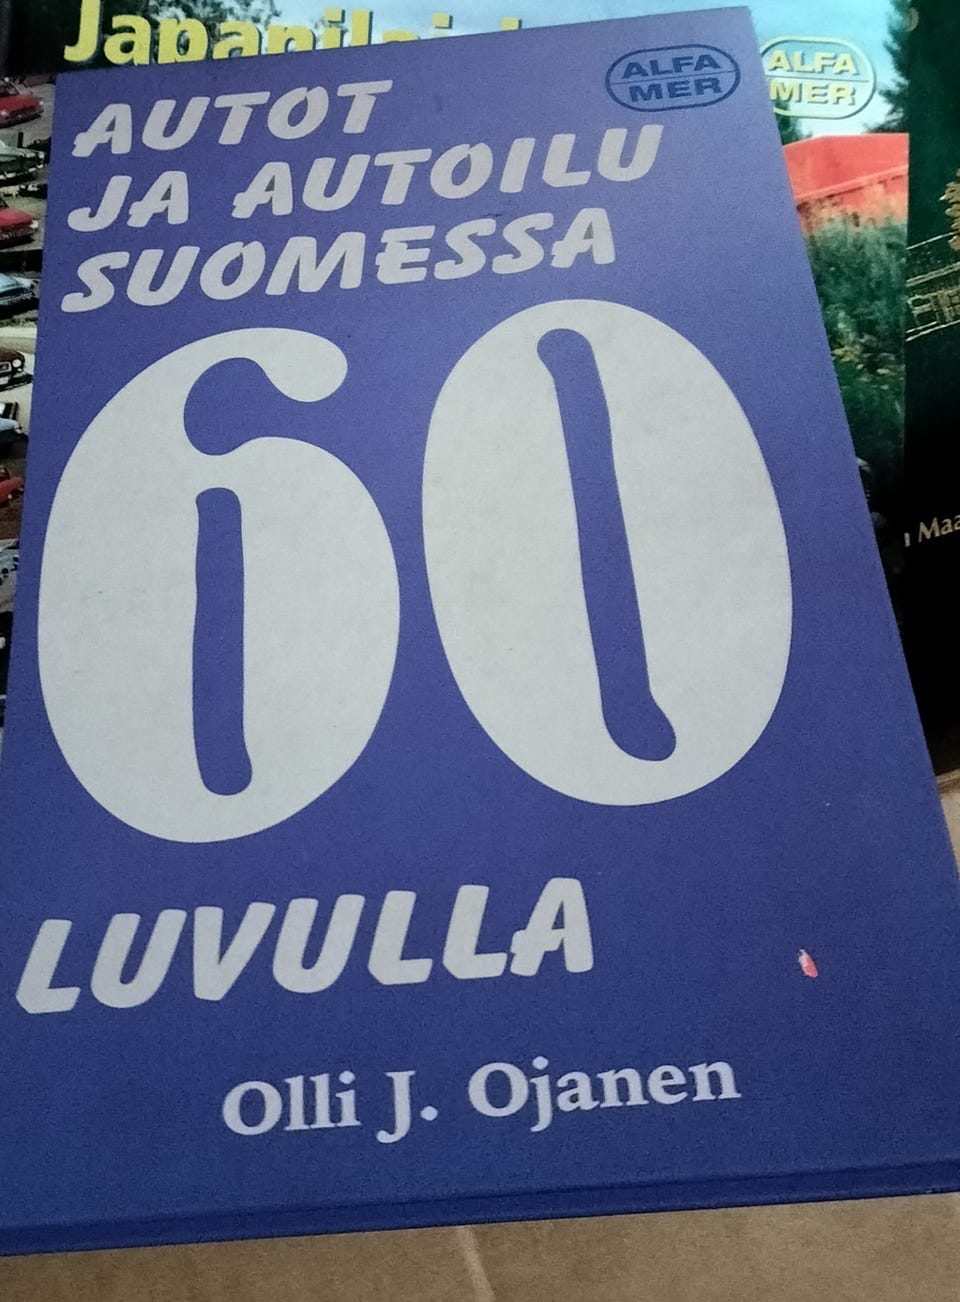 ALFA
MER
ALFA
MER
AUTOT
JA AUTOILU
SUOMESSA
60
LUVULLA
Olli J. Ojanen